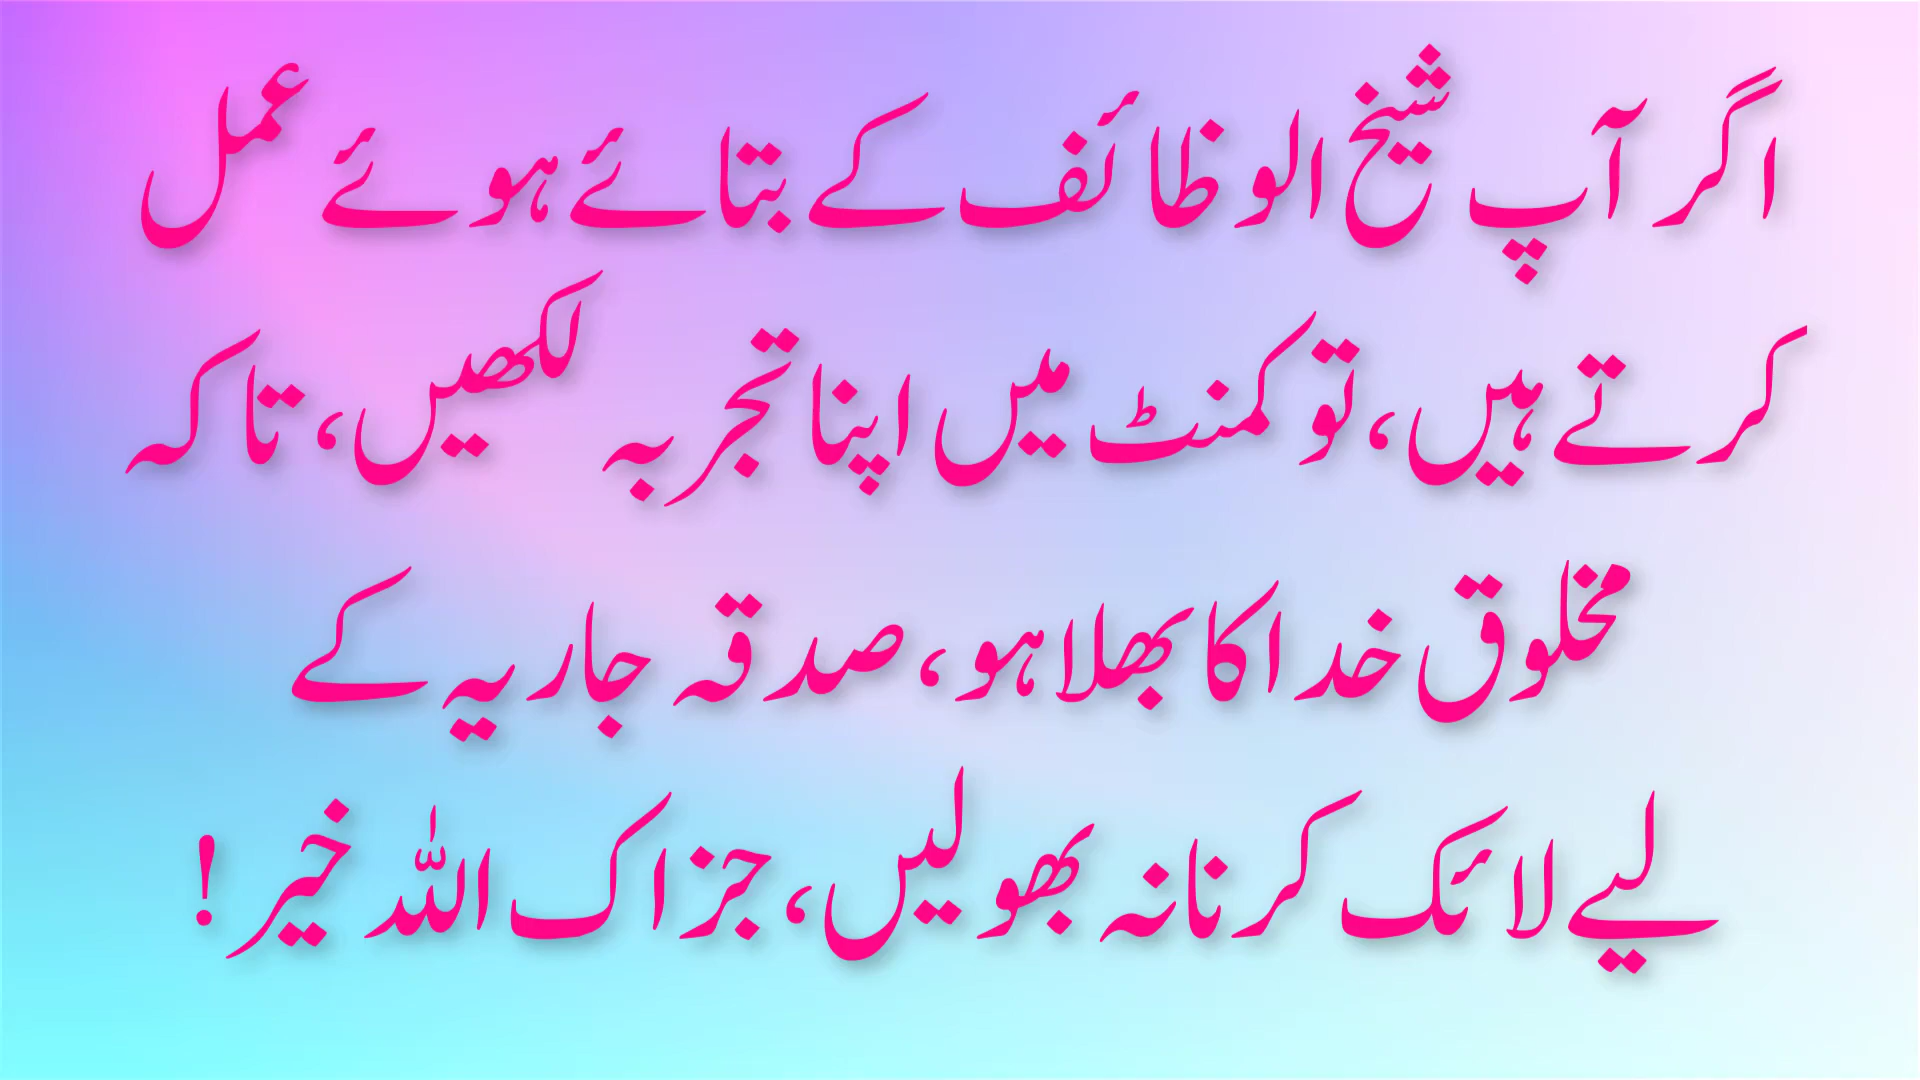 اگر آپ شیخ الوظائف کے بتائے ہوئے عمل
کرتے ہیں، تو کمنٹ میں اپنا تجربہ لکھیں، تاکہ
مخلوق خدا کا بھلا ہو، صدقہ جاریہ کے
لیے لائک کرنا نہ بھولیں، جزاک اللہ خیر!